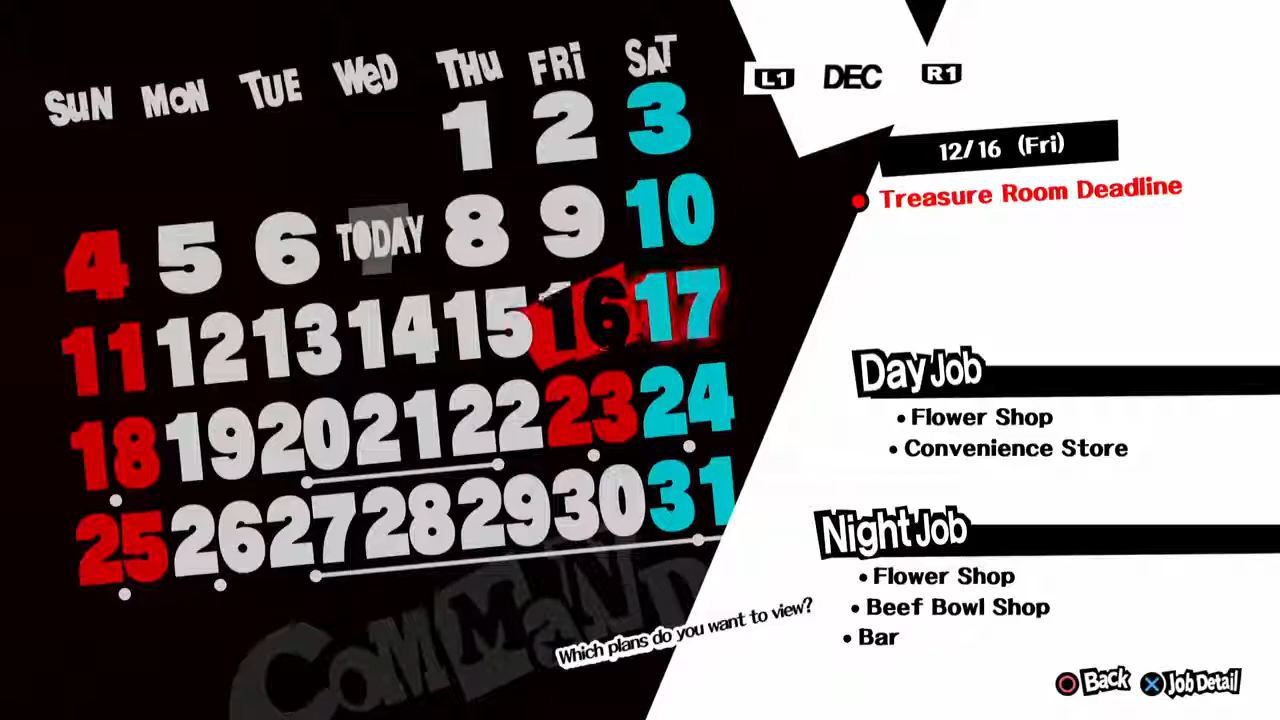 SUN MON TUE WED THU FRI SAT
1 2 3
4 5 6 TODAY 8 9 10
11 12 13 14 15 16 17
18 19 20 21 22 23 24
25 26 27 28 29 30 31
COMMAND
Which plans do you want to view?
L1 DEC R1
12/16 (Fri)
Treasure Room Deadline
Day Job
• Flower Shop
• Convenience Store
Night Job
• Flower Shop
• Beef Bowl Shop
• Bar
Back Job Detail